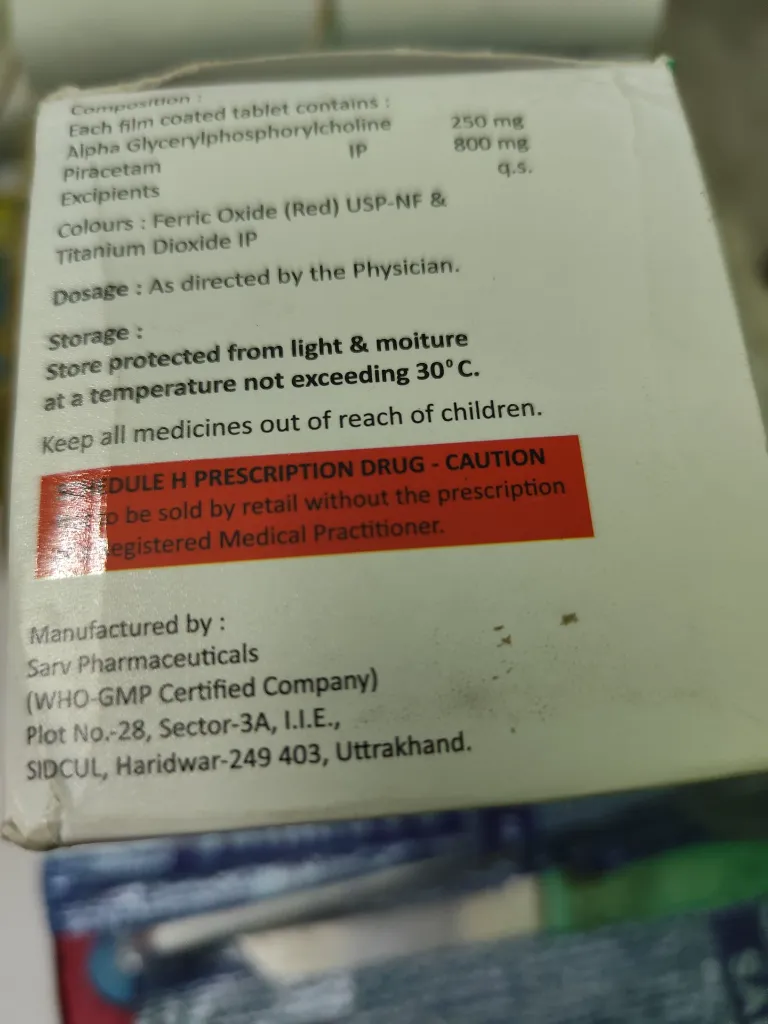 Composition :
Each film coated tablet contains :
Alpha Glycerylphosphorylcholine 250 mg
Piracetam IP 800 mg
Excipients q.s.
Colours : Ferric Oxide (Red) USP-NF &
Titanium Dioxide IP
Dosage : As directed by the Physician.
Storage :
Store protected from light & moiture
at a temperature not exceeding 30°C.
Keep all medicines out of reach of children.
SCHEDULE H PRESCRIPTION DRUG - CAUTION
be sold by retail without the prescription
Registered Medical Practitioner.
Manufactured by :
Sarv Pharmaceuticals
(WHO-GMP Certified Company)
Plot No.-28, Sector-3A, I.I.E.,
SIDCUL, Haridwar-249 403, Uttrakhand.